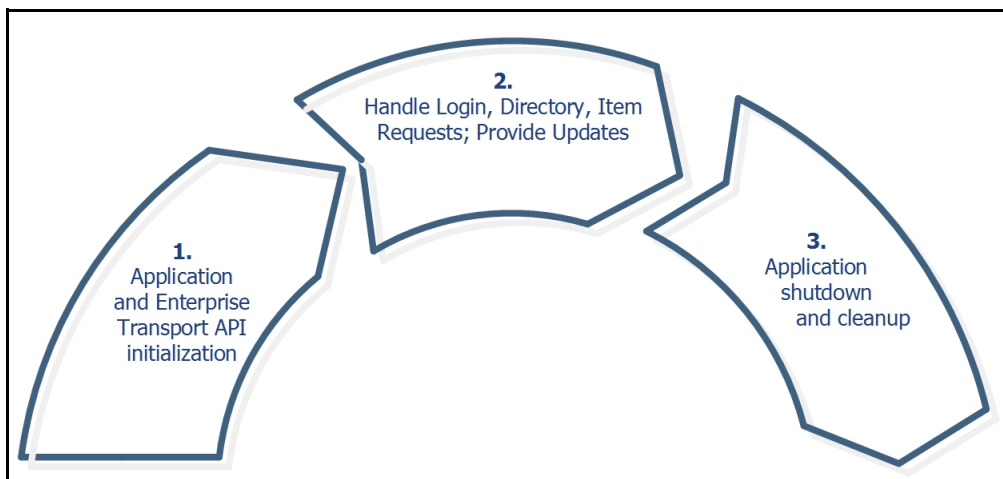 1.
Application
and Enterprise
Transport API
initialization
2.
Handle Login, Directory, Item
Requests; Provide Updates
3.
Application
shutdown
and cleanup